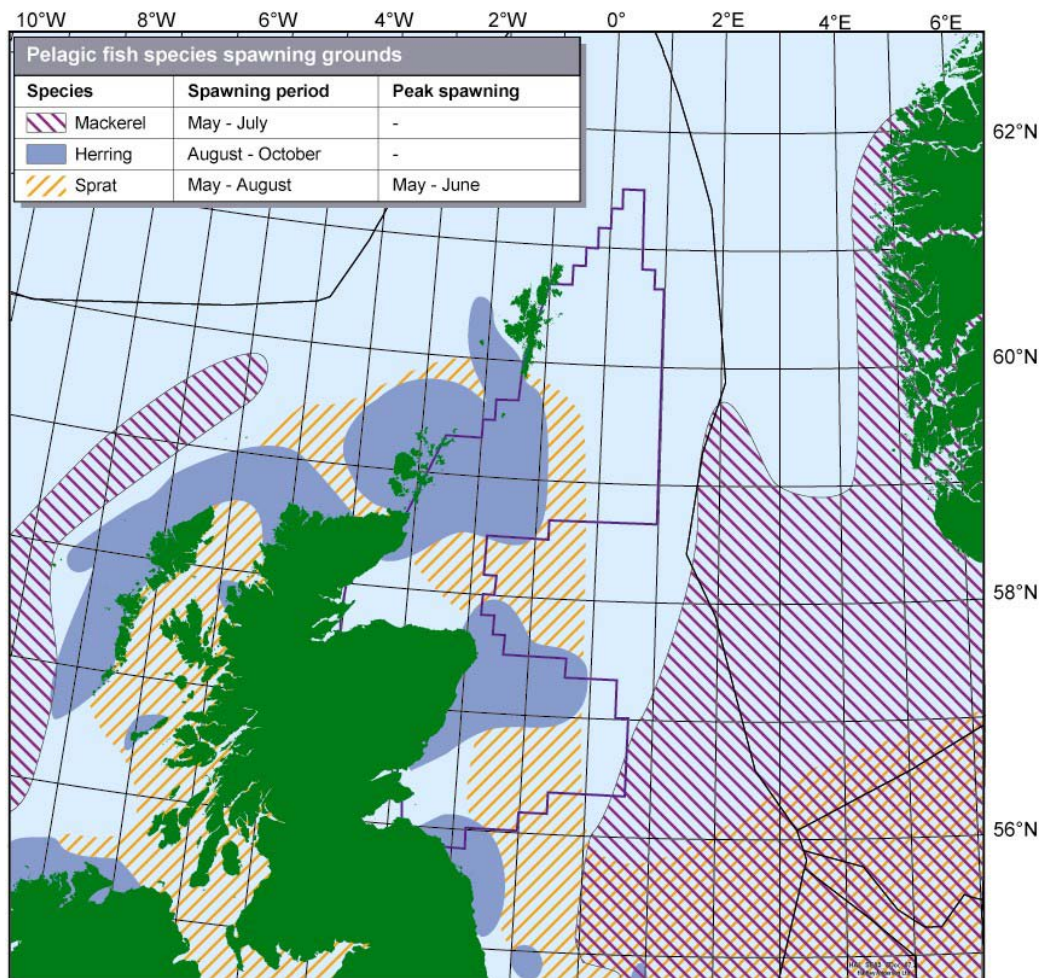 10°W 8°W 6°W 4°W 2°W 0° 2°E 4°E 6°E
Pelagic fish species spawning grounds
Species Spawning period Peak spawning
Mackerel May - July -
Herring August - October -
Sprat May - August May - June
62°N
60°N
58°N
56°N